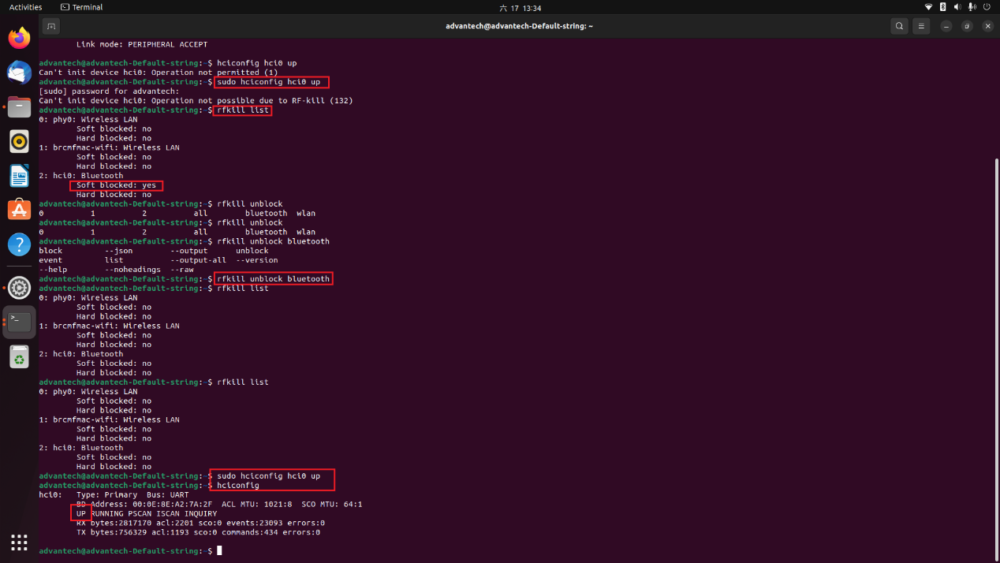 Activities
Terminal
六 17 13:34
advantech@advantech-Default-string: ~
Link mode: PERIPHERAL ACCEPT
advantech@advantech-Default-string:~$ hciconfig hci0 up
Can't init device hci0: Operation not permitted (1)
advantech@advantech-Default-string:~$ sudo hciconfig hci0 up
[sudo] password for advantech:
Can't init device hci0: Operation not possible due to RF-kill (132)
advantech@advantech-Default-string:~$ rfkill list
0: phy0: Wireless LAN
Soft blocked: no
Hard blocked: no
1: brcmfmac-wifi: Wireless LAN
Soft blocked: no
Hard blocked: no
2: hci0: Bluetooth
Soft blocked: yes
Hard blocked: no
advantech@advantech-Default-string:~$ rfkill unblock
0 1 2 all bluetooth wlan
advantech@advantech-Default-string:~$ rfkill unblock
0 1 2 all bluetooth wlan
advantech@advantech-Default-string:~$ rfkill unblock bluetooth
block --json --output unblock
event list --output-all --version
--help --noheadings --raw
advantech@advantech-Default-string:~$ rfkill unblock bluetooth
advantech@advantech-Default-string:~$ rfkill list
0: phy0: Wireless LAN
Soft blocked: no
Hard blocked: no
1: brcmfmac-wifi: Wireless LAN
Soft blocked: no
Hard blocked: no
2: hci0: Bluetooth
Soft blocked: no
Hard blocked: no
advantech@advantech-Default-string:~$ rfkill list
0: phy0: Wireless LAN
Soft blocked: no
Hard blocked: no
1: brcmfmac-wifi: Wireless LAN
Soft blocked: no
Hard blocked: no
2: hci0: Bluetooth
Soft blocked: no
Hard blocked: no
advantech@advantech-Default-string:~$ sudo hciconfig hci0 up
advantech@advantech-Default-string:~$ hciconfig
hci0: Type: Primary Bus: UART
BD Address: 00:0E:8E:A2:7A:2F ACL MTU: 1021:8 SCO MTU: 64:1
UP RUNNING PSCAN ISCAN INQUIRY
RX bytes:2817170 acl:2201 sco:0 events:23093 errors:0
TX bytes:756329 acl:1193 sco:0 commands:434 errors:0
advantech@advantech-Default-string:~$